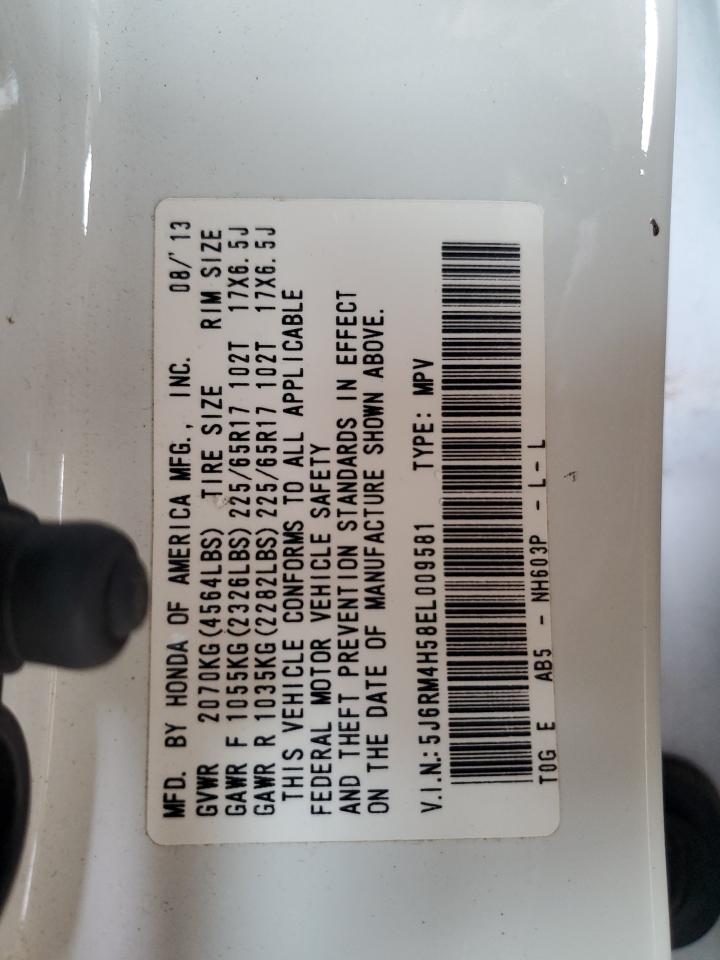 MFD. BY HONDA OF AMERICA MFG., INC. 08/'13
GVWR 2070KG(4564LBS) TIRE SIZE RIM SIZE
GAWR F 1055KG(2326LBS) 225/65R17 102T 17X6.5J
GAWR R 1035KG(2282LBS) 225/65R17 102T 17X6.5J
THIS VEHICLE CONFORMS TO ALL APPLICABLE
FEDERAL MOTOR VEHICLE SAFETY
AND THEFT PREVENTION STANDARDS IN EFFECT
ON THE DATE OF MANUFACTURE SHOWN ABOVE.
V.I.N.: 5J6RM4H58EL009581 TYPE: MPV
T0G E AB5 - NH603P - L - L